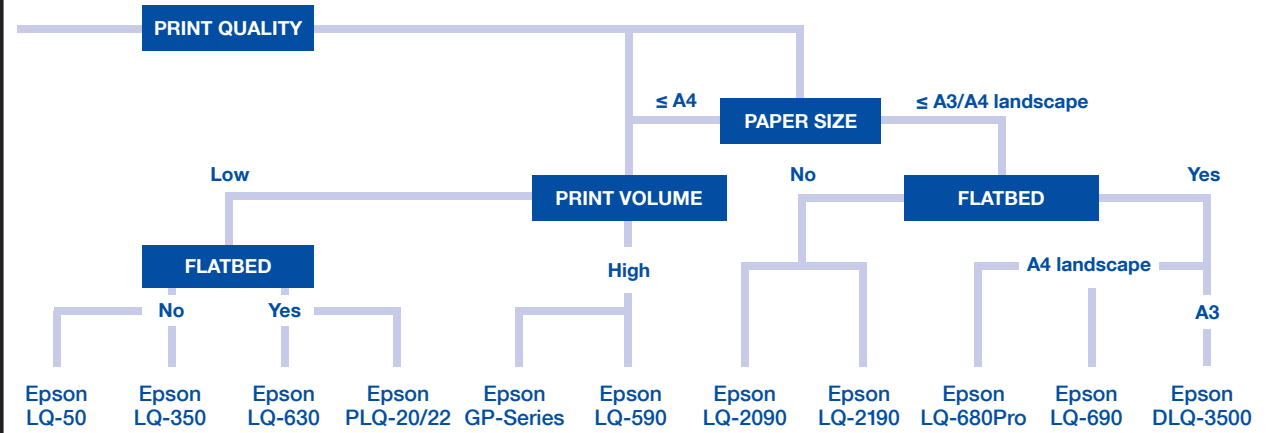 PRINT QUALITY
≤ A4
PAPER SIZE
≤ A3/A4 landscape
Low
PRINT VOLUME
No
FLATBED
Yes
FLATBED
High
A4 landscape
No
Yes
A3
Epson
LQ-50
Epson
LQ-350
Epson
LQ-630
Epson
PLQ-20/22
Epson
GP-Series
Epson
LQ-590
Epson
LQ-2090
Epson
LQ-2190
Epson
LQ-680Pro
Epson
LQ-690
Epson
DLQ-3500